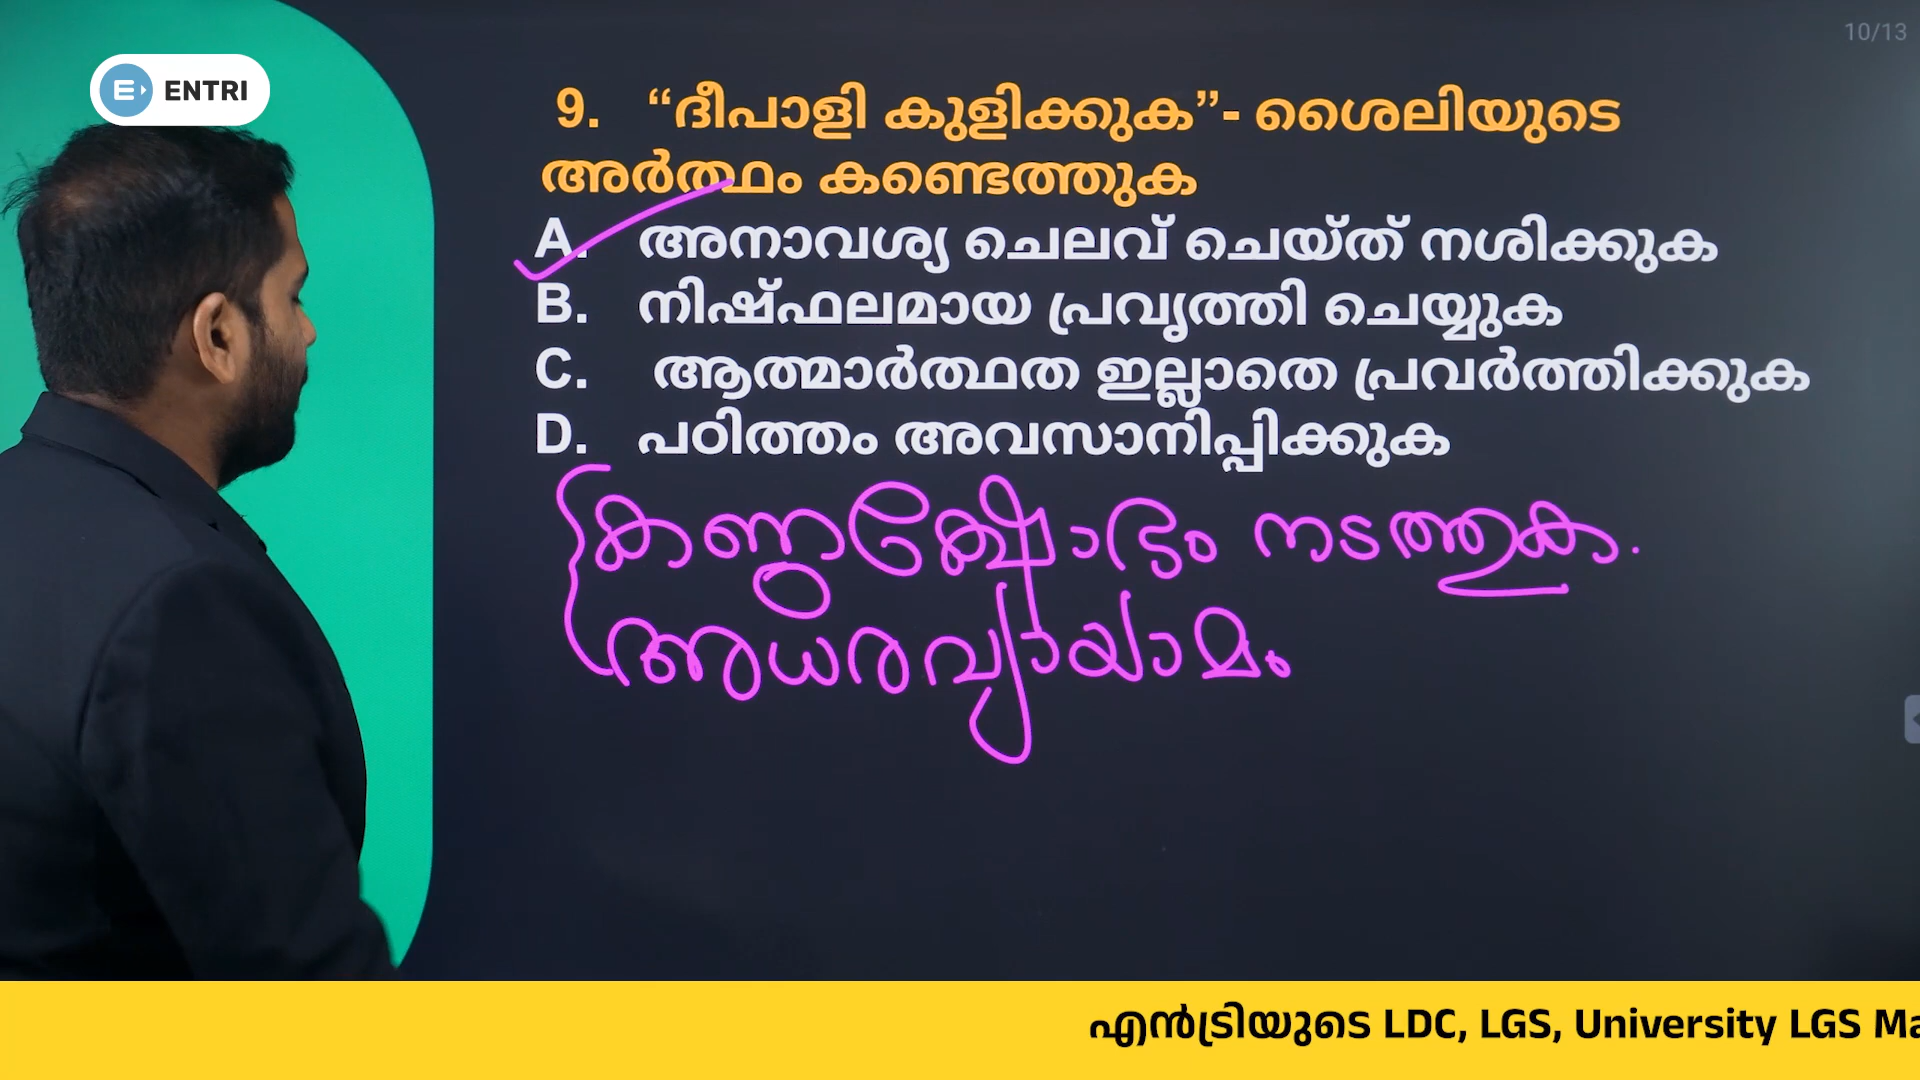 10/13
ENTRI
9. “ദീപാളി കുളിക്കുക”- ശൈലിയുടെ
അർത്ഥം കണ്ടെത്തുക
A. അനാവശ്യ ചെലവ് ചെയ്ത് നശിക്കുക
B. നിഷ്ഫലമായ പ്രവൃത്തി ചെയ്യുക
C. ആത്മാർത്ഥത ഇല്ലാതെ പ്രവർത്തിക്കുക
D. പഠിത്തം അവസാനിപ്പിക്കുക
കണ്ഠക്ഷോഭം നടത്തുക.
അധരവ്യായാമം
എൻട്രിയുടെ LDC, LGS, University LGS Ma